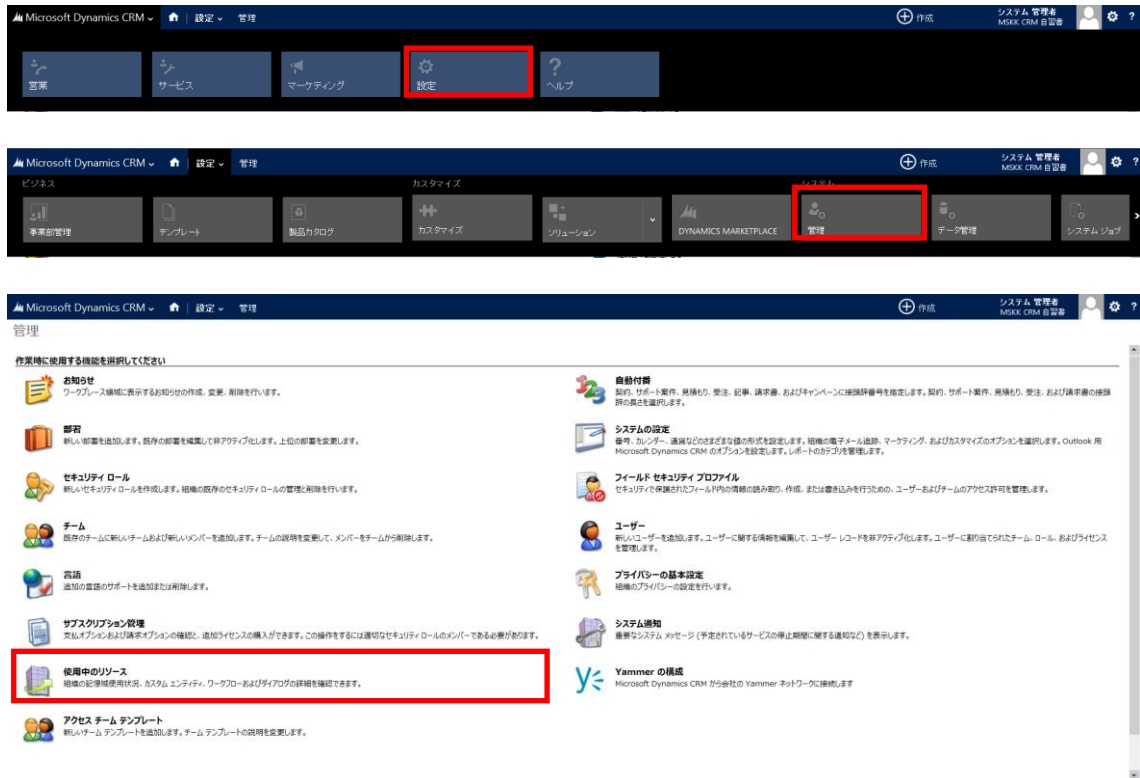 Microsoft Dynamics CRM 設定 管理 作成 システム 管理者
MSKK CRM 自習書 ?
営業 サービス マーケティング 設定 ヘルプ
Microsoft Dynamics CRM 設定 管理 作成 システム 管理者
MSKK CRM 自習書 ?
ビジネス カスタマイズ システム
事業部管理 テンプレート 製品カタログ カスタマイズ ソリューション DYNAMICS MARKETPLACE 管理 データ管理 システム ジョブ
Microsoft Dynamics CRM 設定 管理 作成 システム 管理者
MSKK CRM 自習書 ?
管理
作業時に使用する機能を選択してください
お知らせ
ワークプレース領域に表示するお知らせの作成、変更、削除を行います。
自動付番
契約、サポート案件、見積もり、受注、記事、請求書、およびキャンペーンに接頭辞番号を指定します。契約、サポート案件、見積もり、受注、および請求書の接頭
辞の長さを選択します。
部署
新しい部署を追加します。既存の部署を編集して非アクティブ化します。上位の部署を変更します。
システムの設定
番号、カレンダー、通貨などのさまざまな値の形式を設定します。組織の電子メール追跡、マーケティング、およびカスタマイズのオプションを選択します。Outlook 用
Microsoft Dynamics CRM のオプションを設定します。レポートのカテゴリを管理します。
セキュリティ ロール
新しいセキュリティ ロールを作成します。組織の既存のセキュリティ ロールの管理と削除を行います。
フィールド セキュリティ プロファイル
セキュリティで保護されたフィールド内の情報の読み取り、作成、または書き込みを行うための、ユーザーおよびチームのアクセス許可を管理します。
チーム
既存のチームに新しいチームおよび新しいメンバーを追加します。チームの説明を変更して、メンバーをチームから削除します。
ユーザー
新しいユーザーを追加します。ユーザーに関する情報を編集して、ユーザー レコードを非アクティブ化します。ユーザーに割り当てられたチーム、ロール、およびライセンス
を管理します。
言語
追加の言語のサポートを追加または削除します。
プライバシーの基本設定
組織のプライバシーの設定を行います。
サブスクリプション管理
支払オプションおよび請求オプションの確認と、追加ライセンスの購入ができます。この操作をするには適切なセキュリティ ロールのメンバーである必要があります。
システム通知
重要なシステム メッセージ (予定されているサービスの停止期間に関する通知など) を表示します。
使用中のリソース
組織の記憶域使用状況、カスタム エンティティ、ワークフローおよびダイアログの詳細を確認できます。
Yammer の構成
Microsoft Dynamics CRM から会社の Yammer ネットワークに接続します
アクセス チーム テンプレート
新しいチーム テンプレートを追加します。チーム テンプレートの説明を変更します。